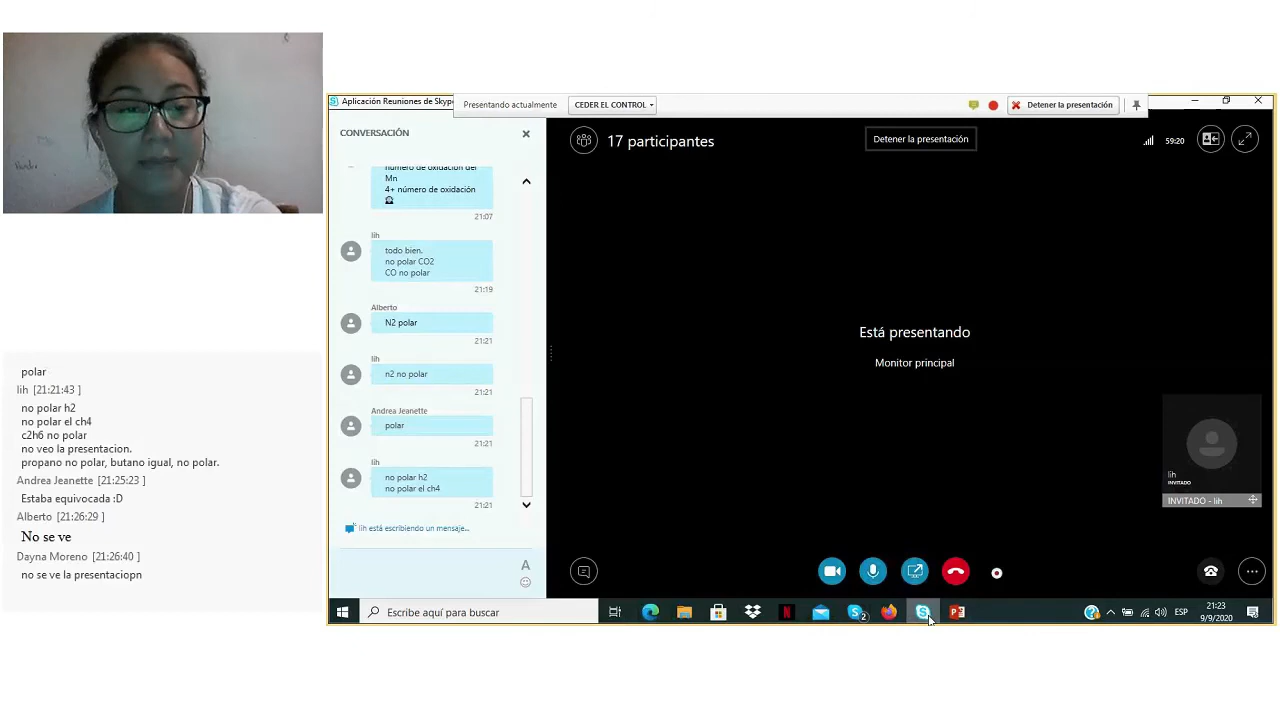 Aplicación Reuniones de Skype
Presentando actualmente
CEDER EL CONTROL
Detener la presentación
CONVERSACIÓN
17 participantes
Detener la presentación
59:20
número de oxidación del
Mn
4+ número de oxidación
21:07
lih
todo bien.
no polar CO2
CO no polar
21:19
Alberto
N2 polar
21:21
lih
n2 no polar
21:21
Andrea Jeanette
polar
21:21
lih
no polar h2
no polar el ch4
21:21
lih está escribiendo un mensaje...
A
Está presentando
Monitor principal
lih
INVITADO
INVITADO - lih
polar
lih [21:21:43 ]
no polar h2
no polar el ch4
c2h6 no polar
no veo la presentacion.
propano no polar, butano igual, no polar.
Andrea Jeanette [21:25:23 ]
Estaba equivocada :D
Alberto [21:26:29 ]
No se ve
Dayna Moreno [21:26:40 ]
no se ve la presentaciopn
Escribe aquí para buscar
2
ESP
21:23
9/9/2020